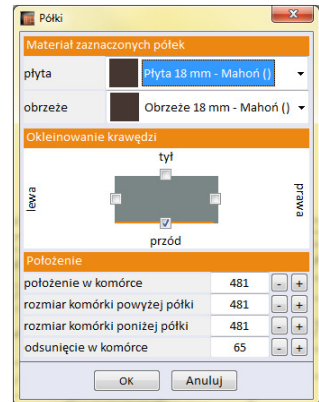 Półki
Materiał zaznaczonych półek
płyta Płyta 18 mm - Mahoń ()
obrzeże Obrzeże 18 mm - Mahoń ()
Okleinowanie krawędzi
tył
lewa
prawa
przód
Położenie
położenie w komórce 481 - +
rozmiar komórki powyżej półki 481 - +
rozmiar komórki poniżej półki 481 - +
odsunięcie w komórce 65 - +
OK Anuluj